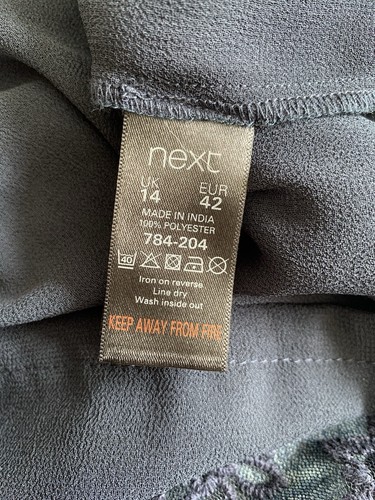 next
UK EUR
14 42
MADE IN INDIA
100% POLYESTER
784-204
40
Iron on reverse
Line dry
Wash inside out
KEEP AWAY FROM FIRE